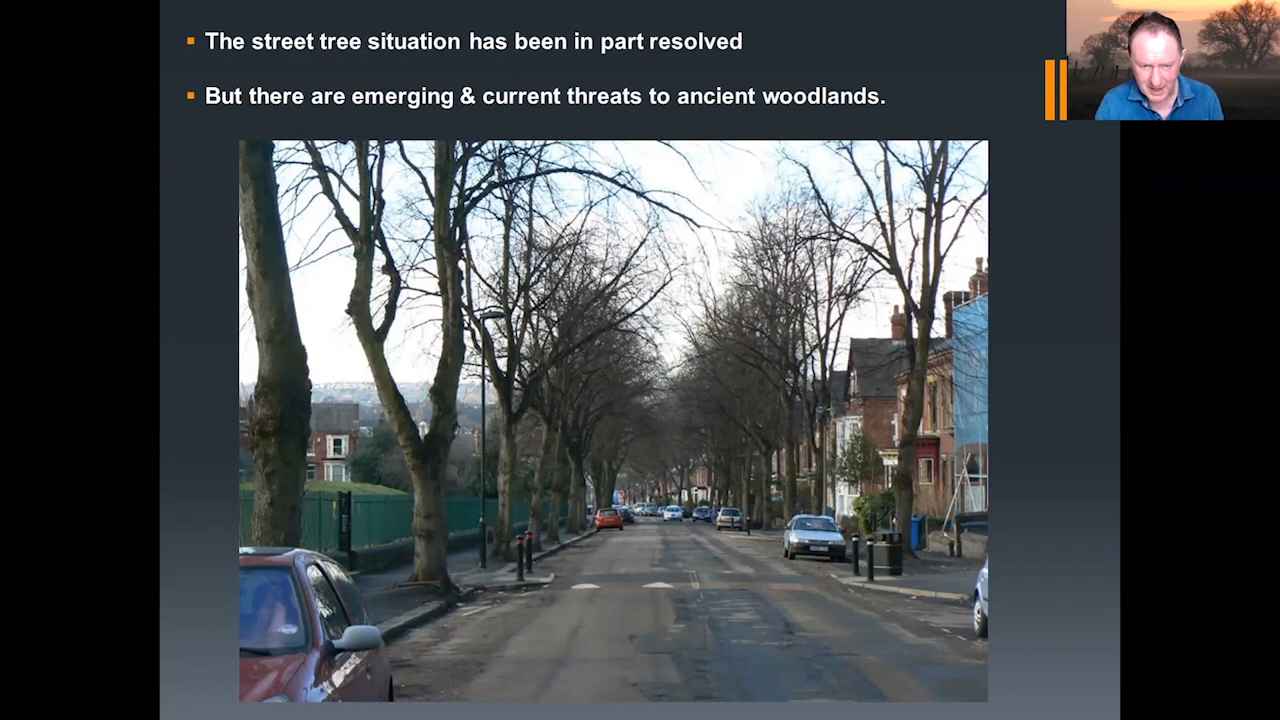 The street tree situation has been in part resolved
But there are emerging & current threats to ancient woodlands.